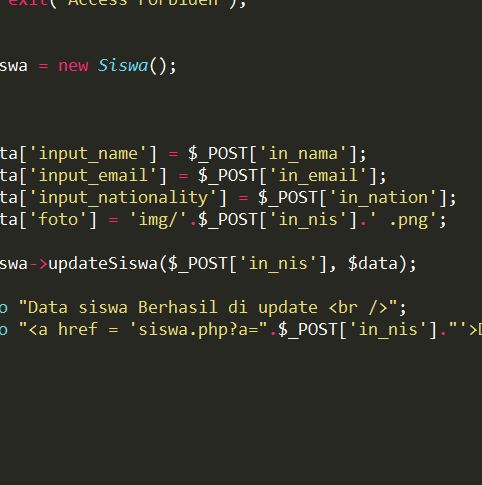 exit("Access Forbiden");
swa = new Siswa();
ta['input_name'] = $_POST['in_nama'];
ta['input_email'] = $_POST['in_email'];
ta['input_nationality'] = $_POST['in_nation'];
ta['foto'] = 'img/'.$_POST['in_nis'].' .png';
swa->updateSiswa($_POST['in_nis'], $data);
o "Data siswa Berhasil di update <br />";
o "<a href = 'siswa.php?a=".$_POST['in_nis']."'>D